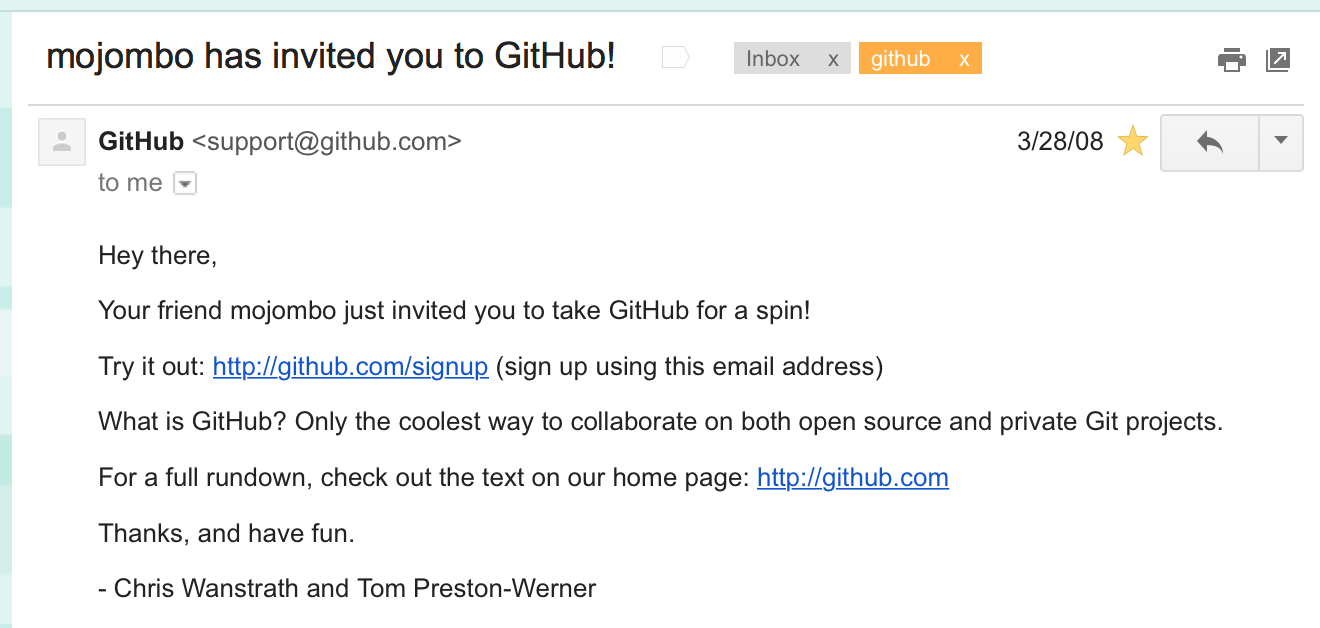 mojombo has invited you to GitHub!
Inbox x
github x
GitHub <support@github.com>
3/28/08
to me
Hey there,
Your friend mojombo just invited you to take GitHub for a spin!
Try it out: http://github.com/signup (sign up using this email address)
What is GitHub? Only the coolest way to collaborate on both open source and private Git projects.
For a full rundown, check out the text on our home page: http://github.com
Thanks, and have fun.
- Chris Wanstrath and Tom Preston-Werner